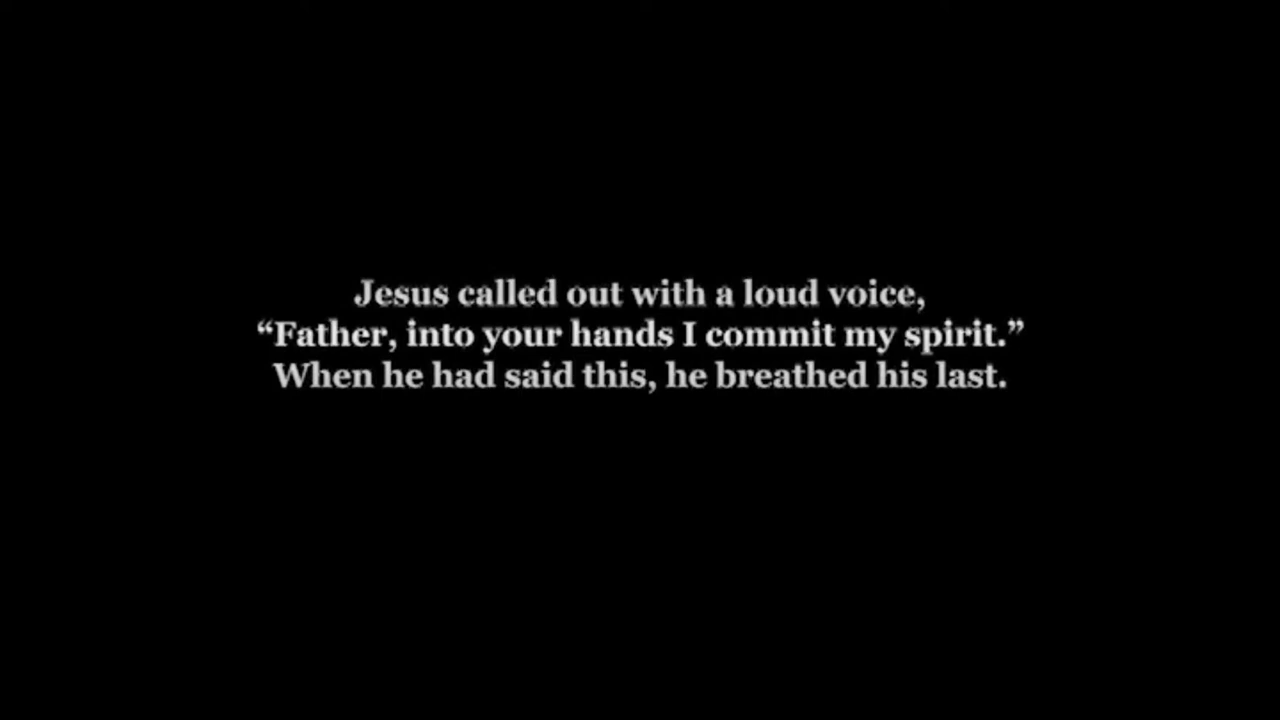 Jesus called out with a loud voice,
“Father, into your hands I commit my spirit.”
When he had said this, he breathed his last.